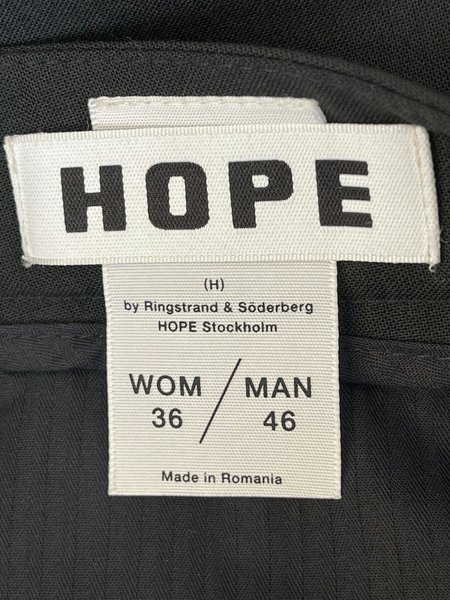 HOPE
(H)
by Ringstrand & Söderberg
HOPE Stockholm
WOM / MAN
36 46
Made in Romania